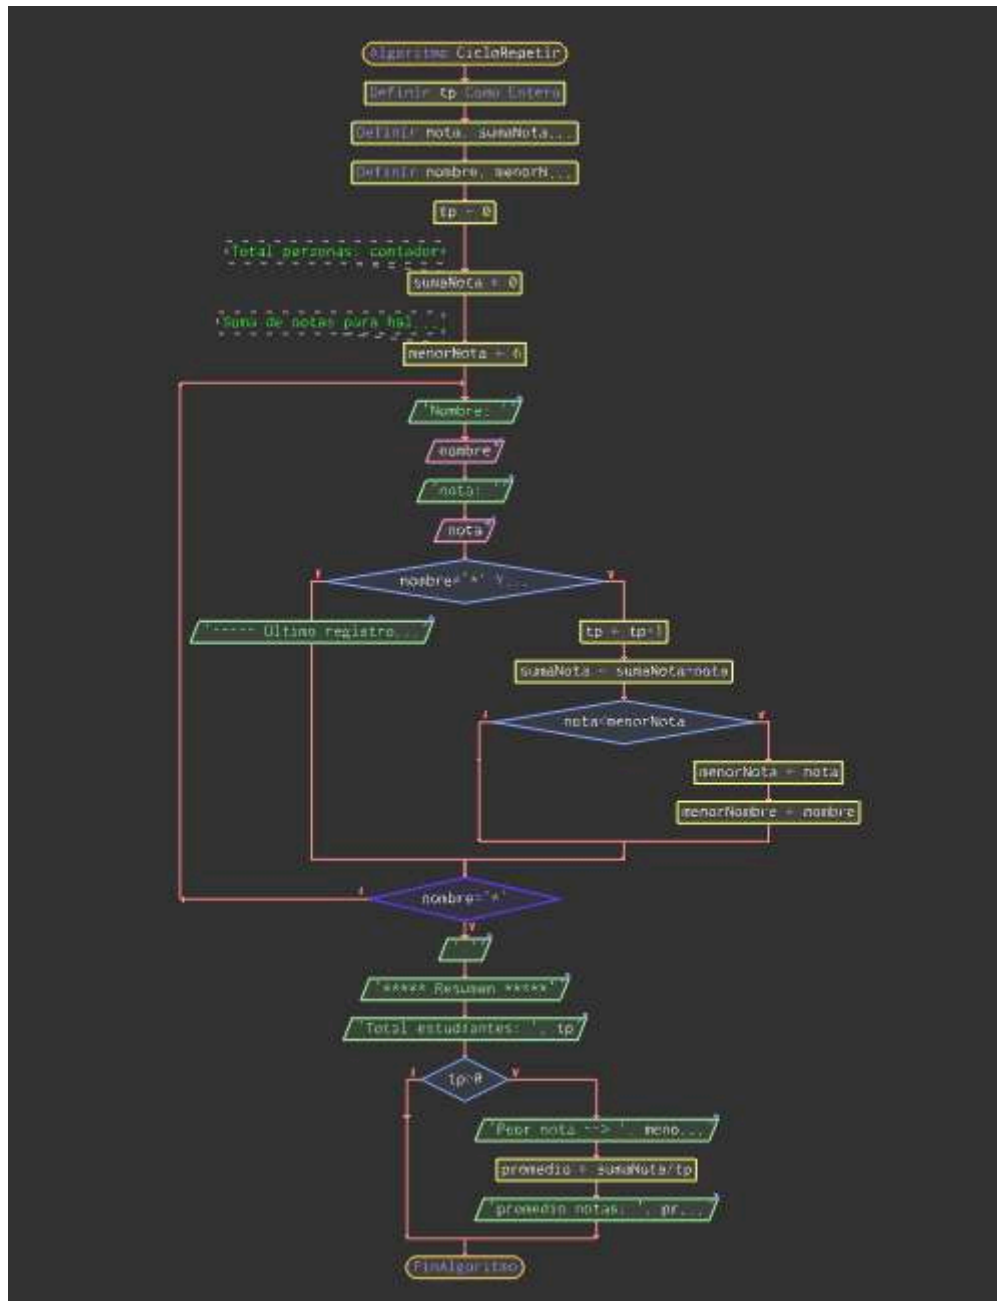 Algoritmo CicloRepetir
Definir tp Como Entero
Definir nota, sumaNota...
Definir nombre, menorN...
tp ← 0
Total personas: contador
sumaNota ← 0
Suma de notas para hal...
menorNota ← 6
'Nombre: '
nombre
'nota: '
nota
nombre='*' Y...
'----- Ultimo registro...
tp ← tp+1
sumaNota ← sumaNota+nota
nota<menorNota
menorNota ← nota
menorNombre ← nombre
nombre='*'
' '
'***** Resumen *****'
'Total estudiantes: ', tp
tp>0
'Peor nota --> ', meno...
promedio ← sumaNota/tp
'promedio notas: ', pr...
FinAlgoritmo